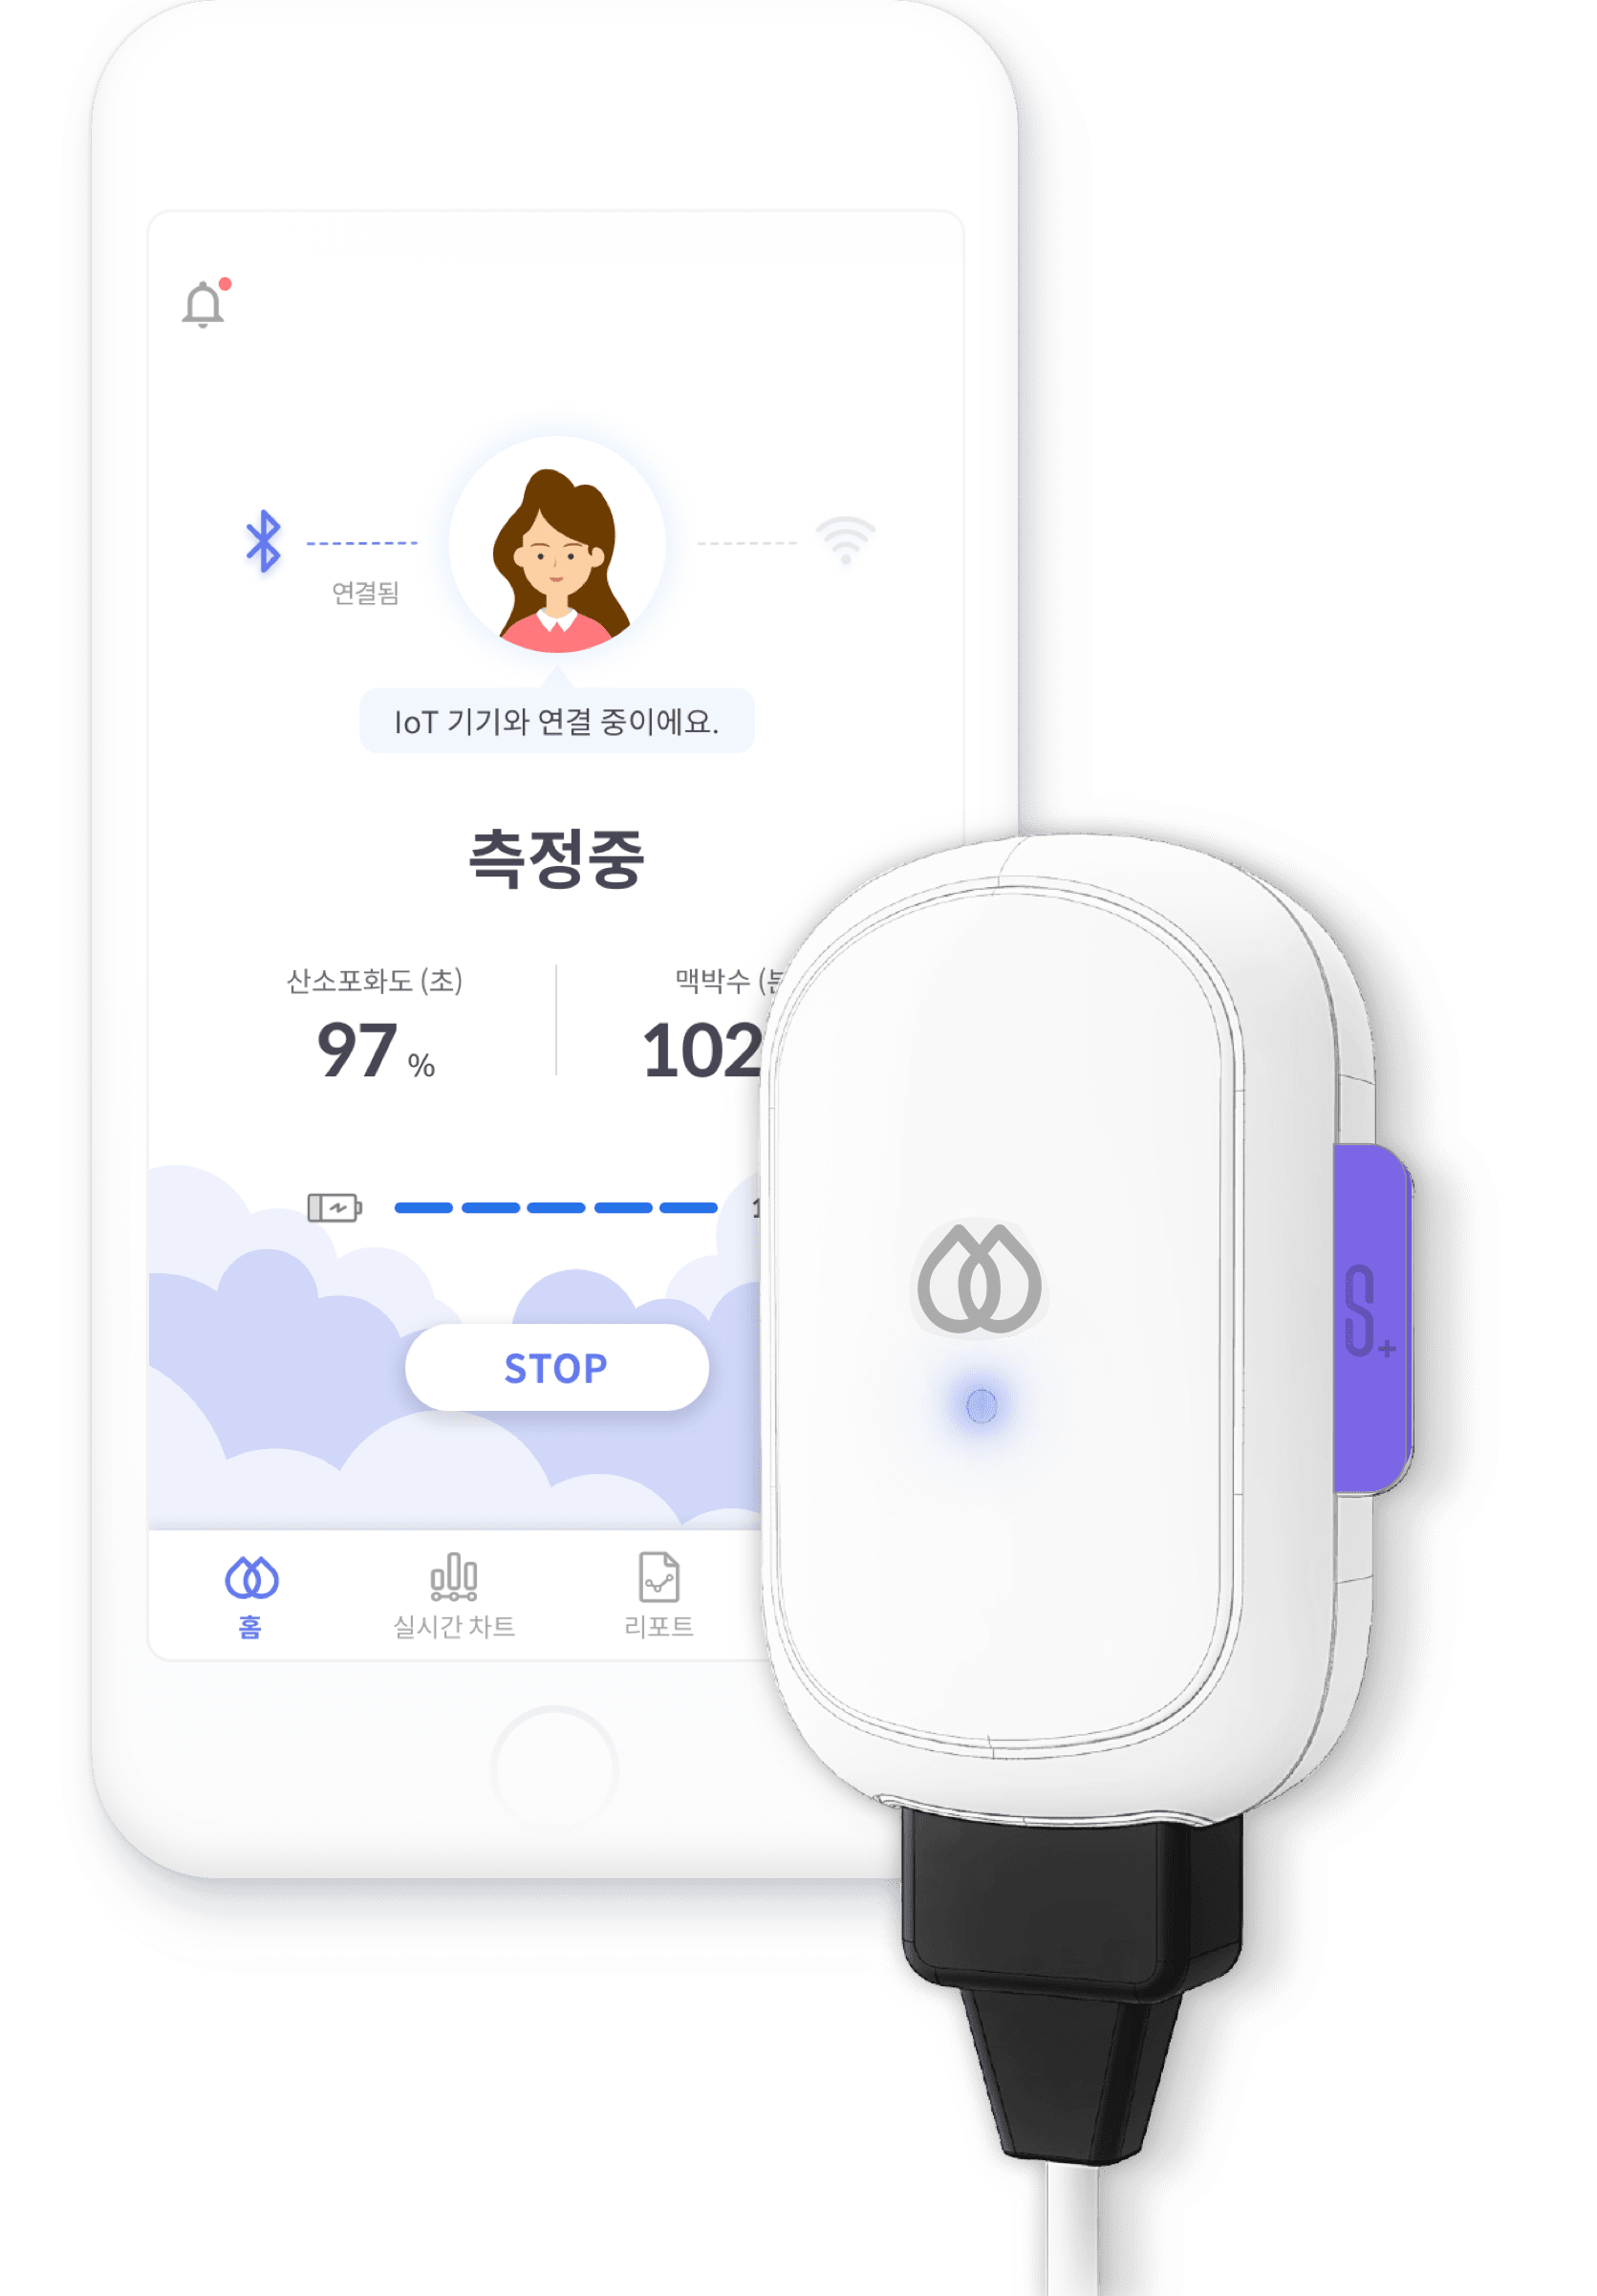 연결됨
IoT 기기와 연결 중이에요.
측정중
산소포화도 (초)
맥박수
97 %
102
STOP
S+
홈
실시간 차트
리포트